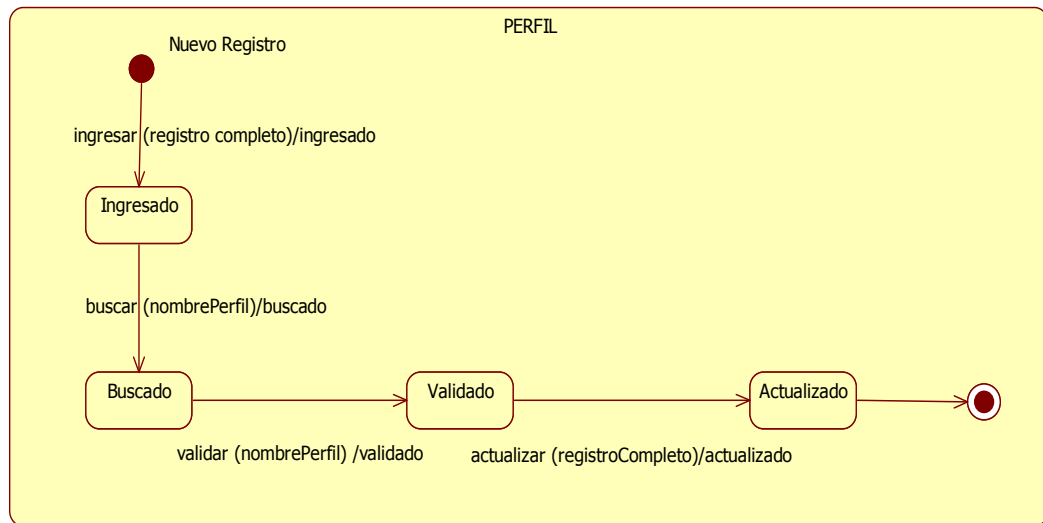 PERFIL
Nuevo Registro
ingresar (registro completo)/ingresado
Ingresado
buscar (nombrePerfil)/buscado
Buscado
Validado
Actualizado
validar (nombrePerfil) /validado
actualizar (registroCompleto)/actualizado